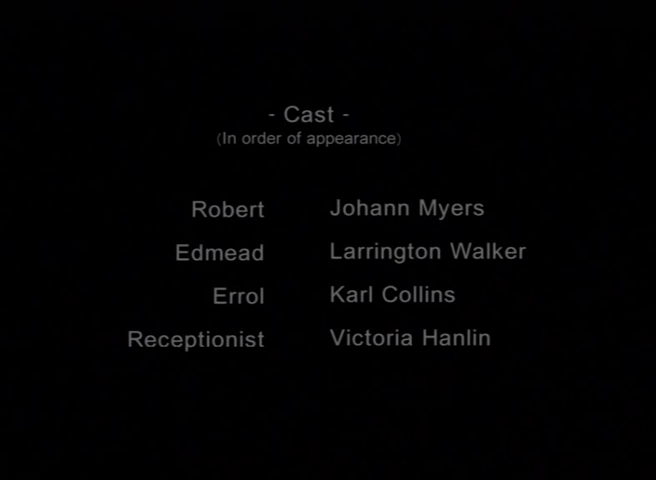 - Cast -
(In order of appearance)
Robert Johann Myers
Edmead Larrington Walker
Errol Karl Collins
Receptionist Victoria Hanlin